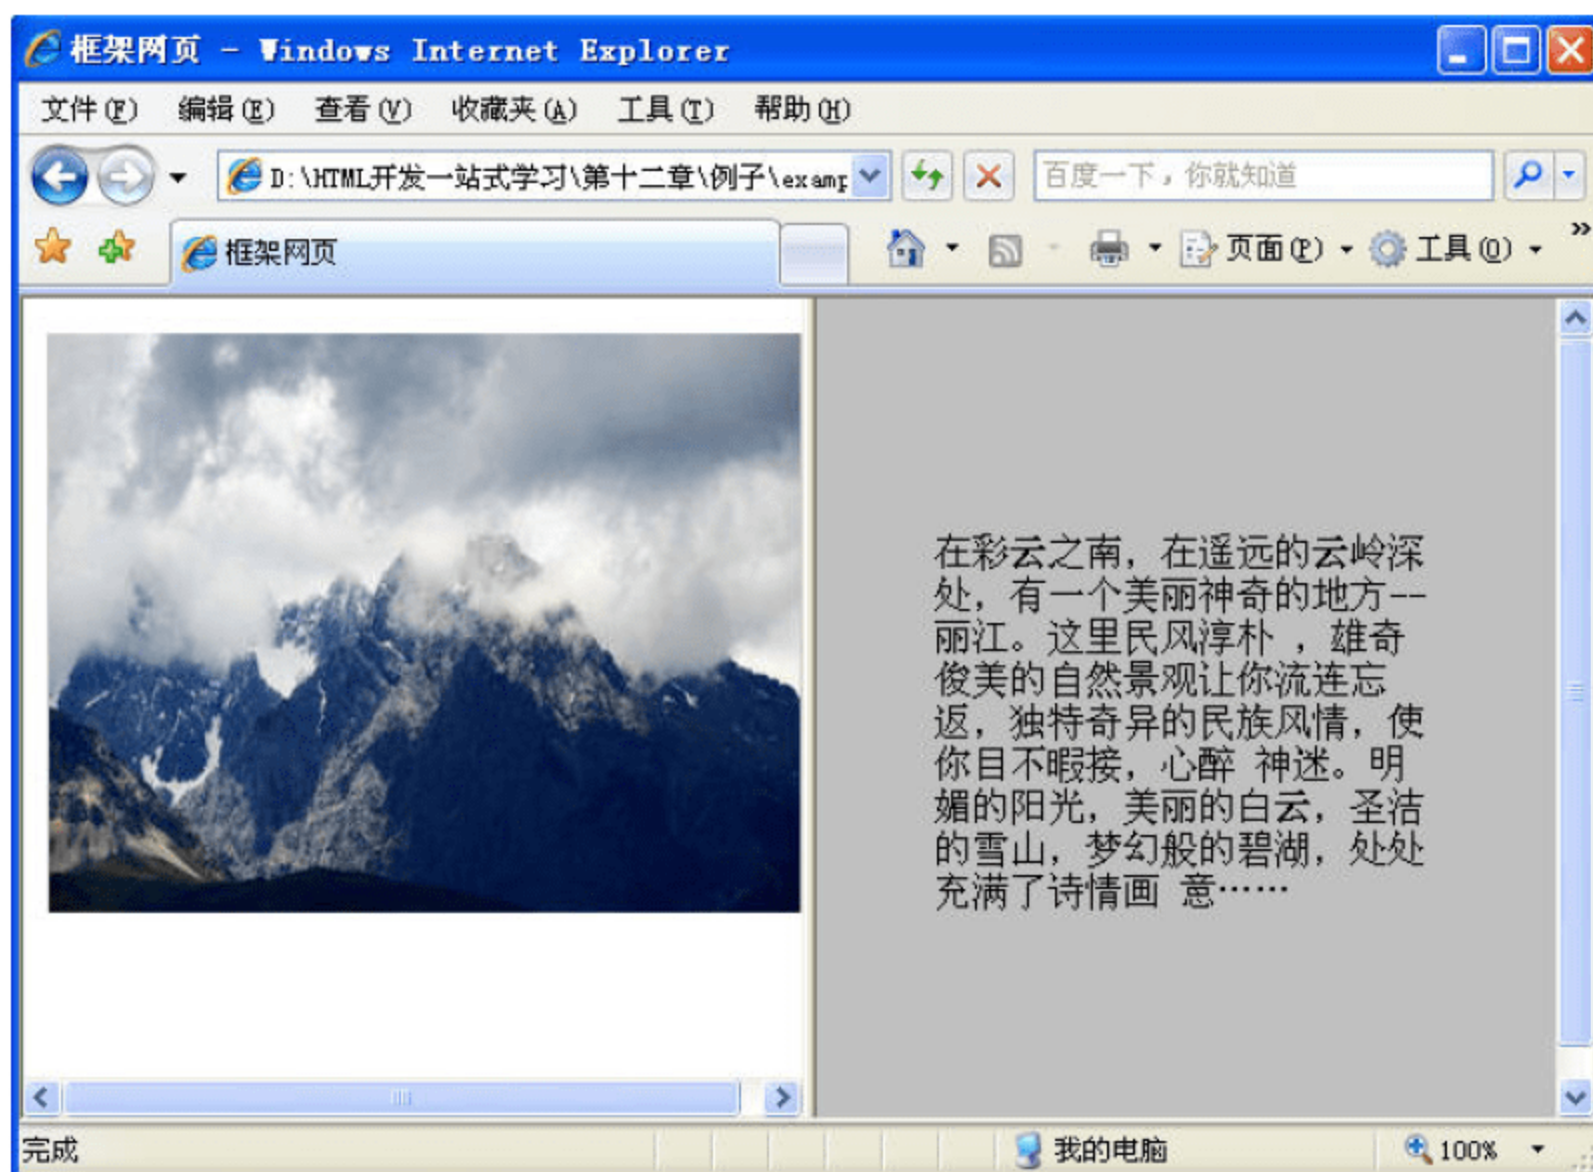 框架网页 - Windows Internet Explorer
文件(F) 编辑(E) 查看(V) 收藏夹(A) 工具(T) 帮助(H)
D:\HTML开发一站式学习\第十二章\例子\examp 百度一下，你就知道
框架网页 页面(P) 工具(O) »
在彩云之南，在遥远的云岭深
处，有一个美丽神奇的地方--
丽江。这里民风淳朴 ，雄奇
俊美的自然景观让你流连忘
返，独特奇异的民族风情，使
你目不暇接，心醉 神迷。明
媚的阳光，美丽的白云，圣洁
的雪山，梦幻般的碧湖，处处
充满了诗情画 意……
完成 我的电脑 100%